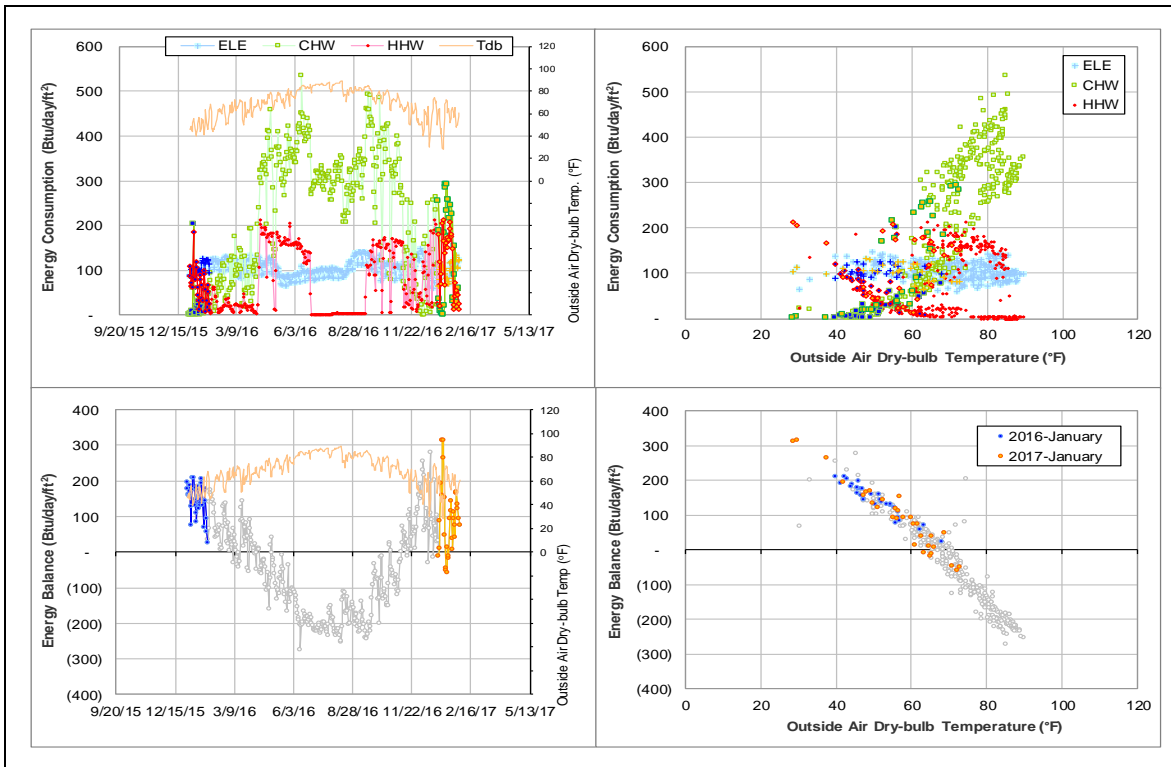 ELE CHW HHW Tdb
Energy Consumption (Btu/day/ft²)
600
500
400
300
200
100
-
120
100
80
60
40
20
0
Outside Air Dry-bulb Temp. (°F)
9/20/15 12/15/15 3/9/16 6/3/16 8/28/16 11/22/16 2/16/17 5/13/17
ELE
CHW
HHW
Energy Consumption (Btu/day/ft²)
600
500
400
300
200
100
-
0 20 40 60 80 100 120
Outside Air Dry-bulb Temperature (°F)
Energy Balance (Btu/day/ft²)
400
300
200
100
-
(100)
(200)
(300)
(400)
120
100
80
60
40
20
0
Outside Air Dry-bulb Temp (°F)
9/20/15 12/15/15 3/9/16 6/3/16 8/28/16 11/22/16 2/16/17 5/13/17
2016-January
2017-January
Energy Balance (Btu/day/ft²)
400
300
200
100
-
(100)
(200)
(300)
(400)
0 20 40 60 80 100 120
Outside Air Dry-bulb Temperature (°F)